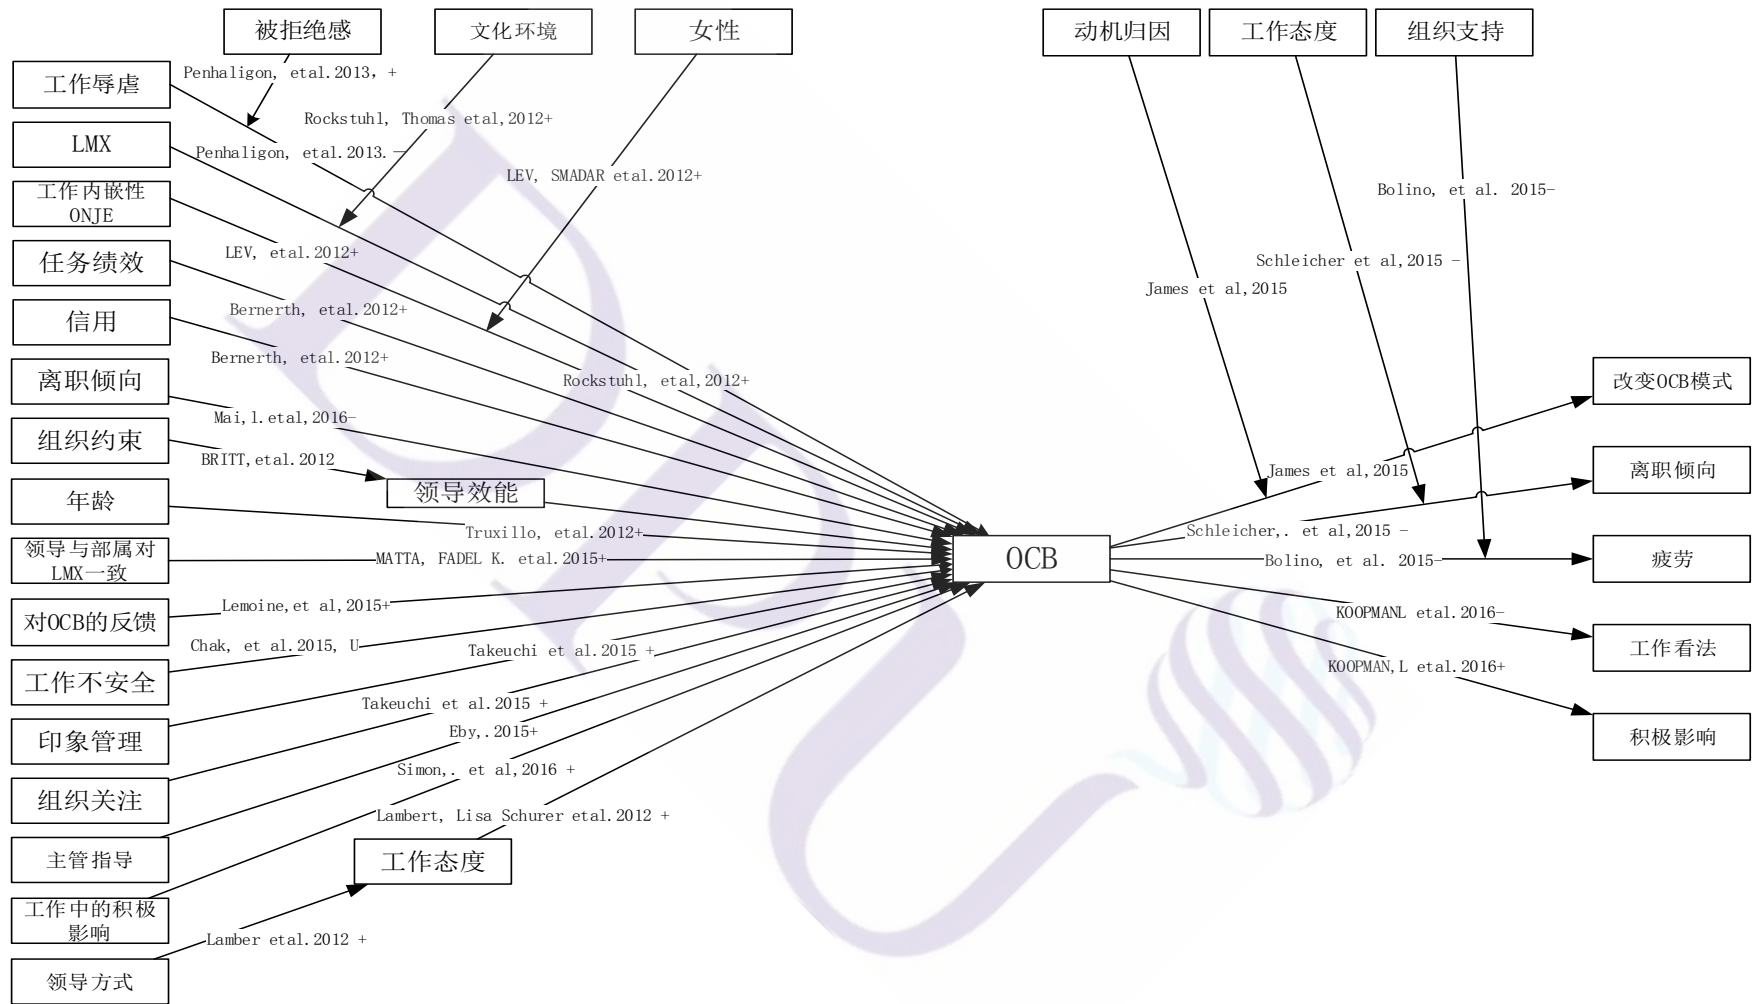 被拒绝感
文化环境
女性
动机归因
工作态度
组织支持
工作辱虐
Penhaligon, etal.2013, +
LMX
Rockstuhl, Thomas etal,2012+
Penhaligon, etal.2013.－
LEV, SMADAR etal.2012+
工作内嵌性
ONJE
Bolino, et al. 2015-
LEV, etal.2012+
任务绩效
Schleicher et al,2015 -
James et al,2015
Bernerth, etal.2012+
信用
Bernerth, etal.2012+
离职倾向
Rockstuhl, etal,2012+
改变OCB模式
Mai,l.etal,2016-
组织约束
BRITT,etal.2012
James et al,2015
离职倾向
年龄
领导效能
Truxillo, etal.2012+
Schleicher,. et al,2015 -
领导与部属对
LMX一致
MATTA, FADEL K. etal.2015+
OCB
Bolino, et al. 2015-
疲劳
对OCB的反馈
Lemoine,et al,2015+
KOOPMANL etal.2016-
Chak, et al.2015, U
Takeuchi et al.2015 +
工作看法
工作不安全
KOOPMAN,L etal.2016+
Takeuchi et al.2015 +
印象管理
Eby,.2015+
积极影响
Simon,. et al,2016 +
组织关注
Lambert, Lisa Schurer etal.2012 +
主管指导
工作态度
工作中的积极
影响
Lamber etal.2012 +
领导方式